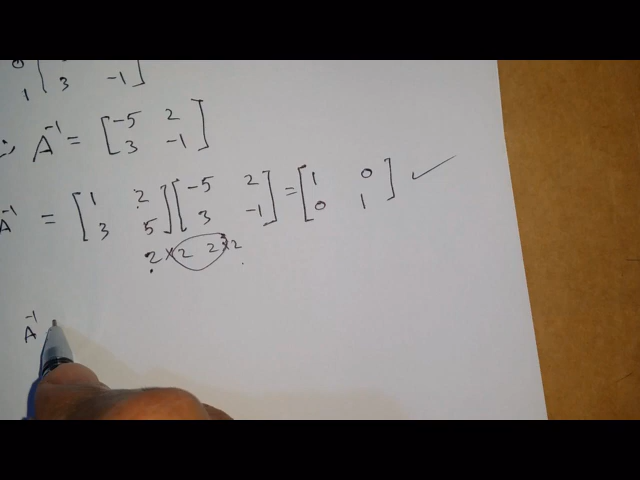 0 [
1 [ 3 -1 ]
∴ A⁻¹ = [ -5 2
3 -1 ]
A⁻¹ = [ 1 2
3 5 ] [ -5 2
3 -1 ] = [ 1 0
0 1 ] ✓
2×2 2×2
A⁻¹